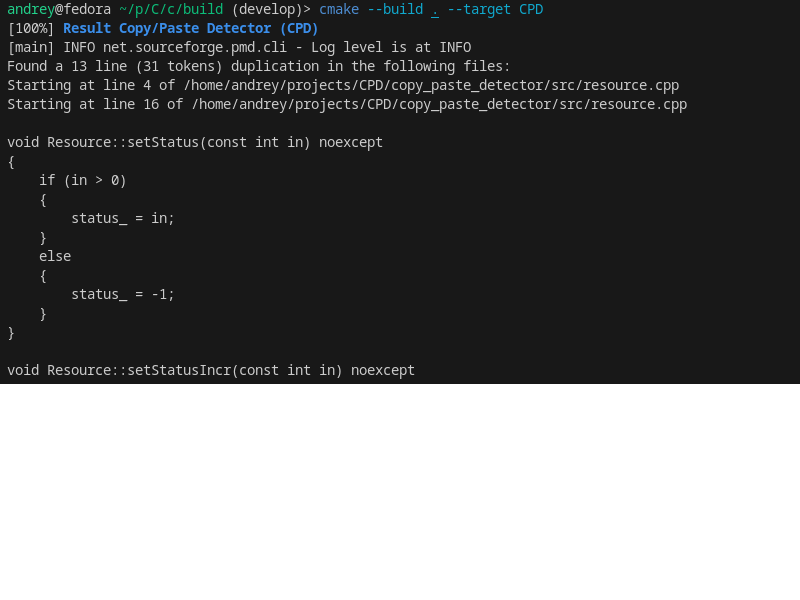 andrey@fedora ~/p/C/c/build (develop)> cmake --build . --target CPD
[100%] Result Copy/Paste Detector (CPD)
[main] INFO net.sourceforge.pmd.cli - Log level is at INFO
Found a 13 line (31 tokens) duplication in the following files:
Starting at line 4 of /home/andrey/projects/CPD/copy_paste_detector/src/resource.cpp
Starting at line 16 of /home/andrey/projects/CPD/copy_paste_detector/src/resource.cpp

void Resource::setStatus(const int in) noexcept
{
    if (in > 0)
    {
        status_ = in;
    }
    else
    {
        status_ = -1;
    }
}

void Resource::setStatusIncr(const int in) noexcept